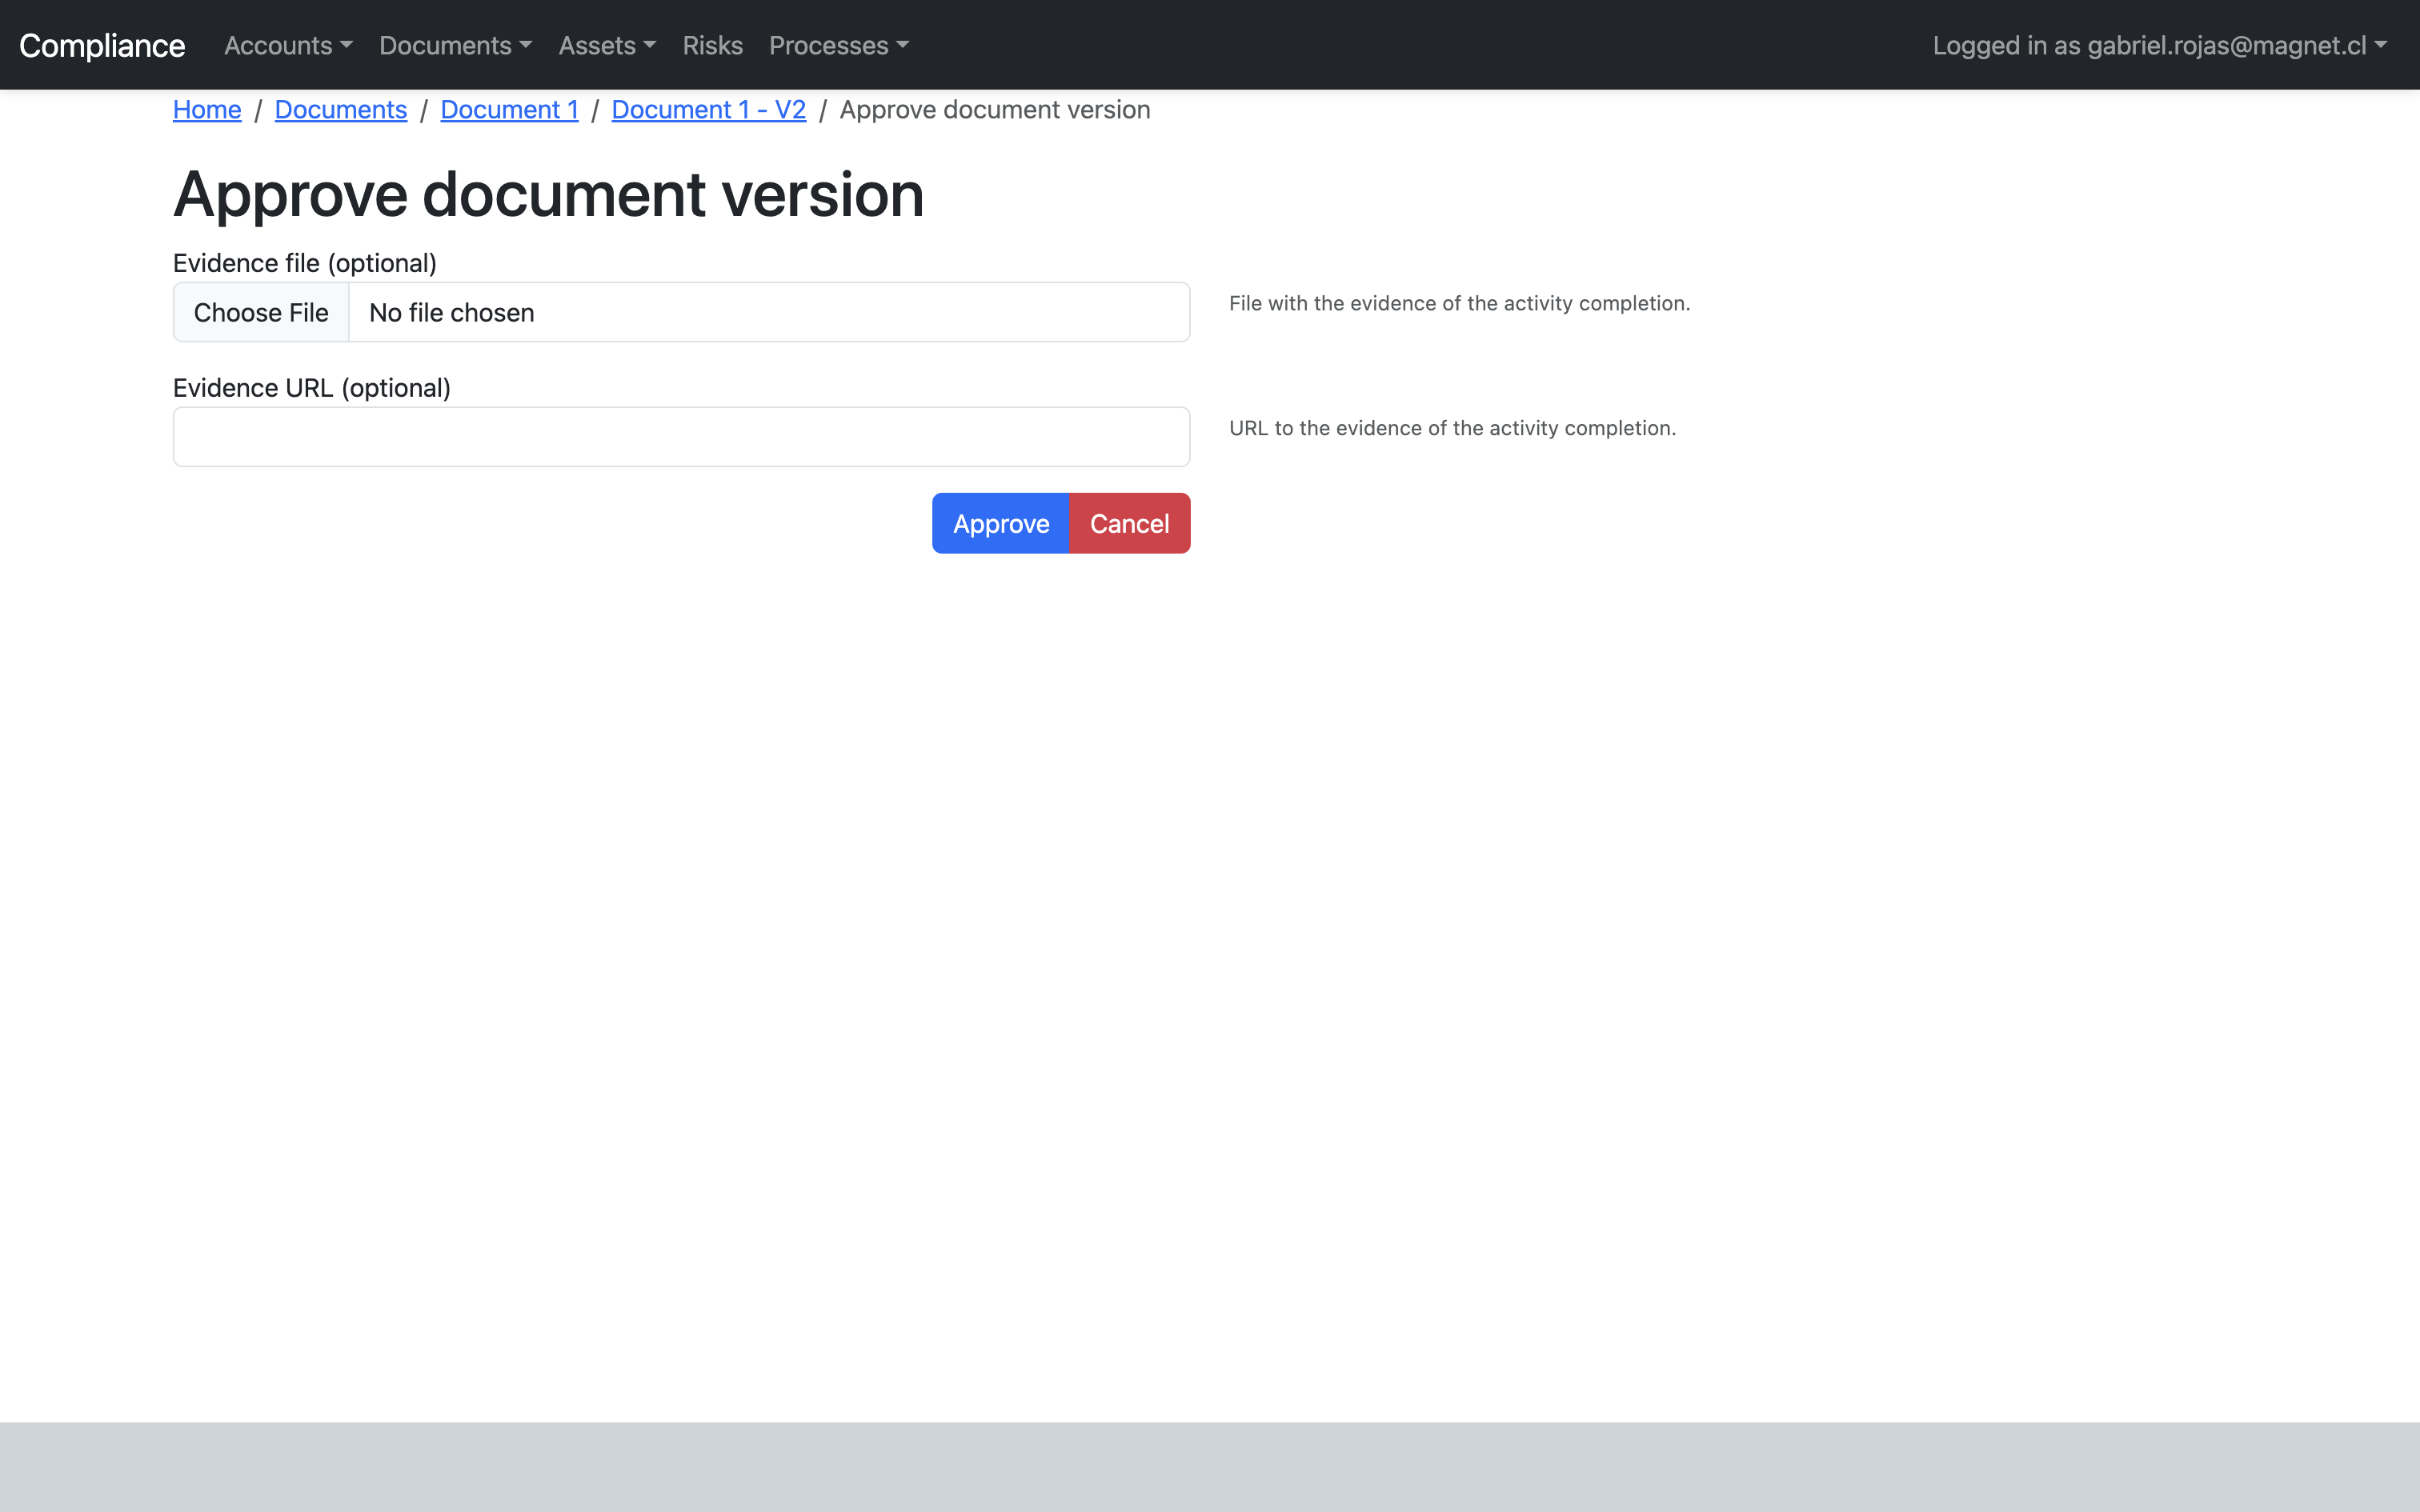 Compliance Accounts Documents Assets Risks Processes Logged in as gabriel.rojas@magnet.cl
Home / Documents / Document 1 / Document 1 - V2 / Approve document version
Approve document version
Evidence file (optional)
Choose File No file chosen File with the evidence of the activity completion.
Evidence URL (optional)
URL to the evidence of the activity completion.
Approve Cancel